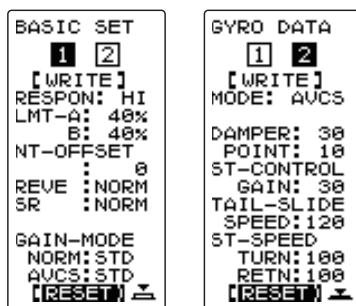 BASIC SET
1 2
[WRITE]
RESPON: HI
LMT-A: 40%
B: 40%
NT-OFFSET
: 0
REVE :NORM
SR :NORM
GAIN-MODE
NORM:STD
AVCS:STD
[RESET]
GYRO DATA
1 2
[WRITE]
MODE: AVCS
DAMPER: 30
POINT: 10
ST-CONTROL
GAIN: 30
TAIL-SLIDE
SPEED:120
ST-SPEED
TURN:100
RETN:100
[RESET]